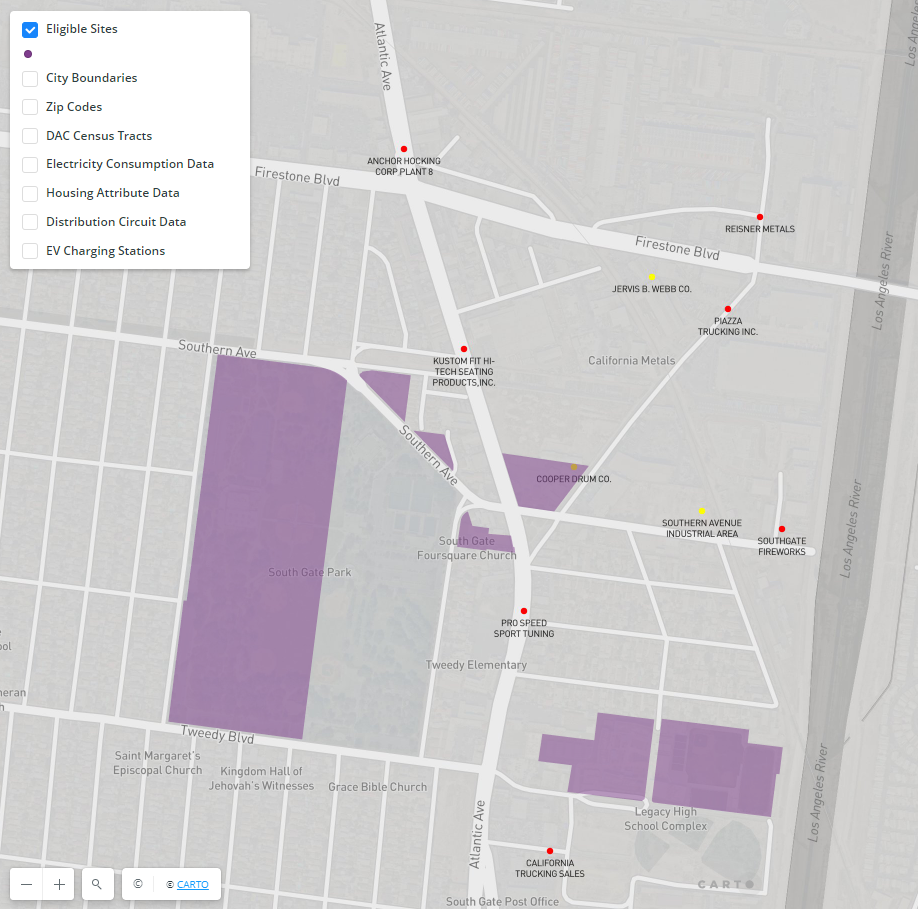 Eligible Sites
City Boundaries
Zip Codes
DAC Census Tracts
Electricity Consumption Data
Housing Attribute Data
Distribution Circuit Data
EV Charging Stations
Atlantic Ave
Los Angeles
ANCHOR HOCKING
CORP PLANT 8
Firestone Blvd
REISNER METALS
Firestone Blvd
Los Angeles River
JERVIS B. WEBB CO.
PIAZZA
TRUCKING INC.
Southern Ave
KUSTOM FIT HI-
TECH SEATING
PRODUCTS,INC.
California Metals
Southern Ave
COOPER DRUM CO.
Los Angeles River
SOUTHERN AVENUE
INDUSTRIAL AREA
SOUTHGATE
FIREWORKS
South Gate
Foursquare Church
South Gate Park
PRO SPEED
SPORT TUNING
ool
Tweedy Elementary
neran
h
Tweedy Blvd
Saint Margaret's
Episcopal Church
Kingdom Hall of
Jehovah's Witnesses
Grace Bible Church
Los Angeles River
Legacy High
School Complex
Atlantic Ave
CALIFORNIA
TRUCKING SALES
South Gate Post Office
CARTO
© © CARTO